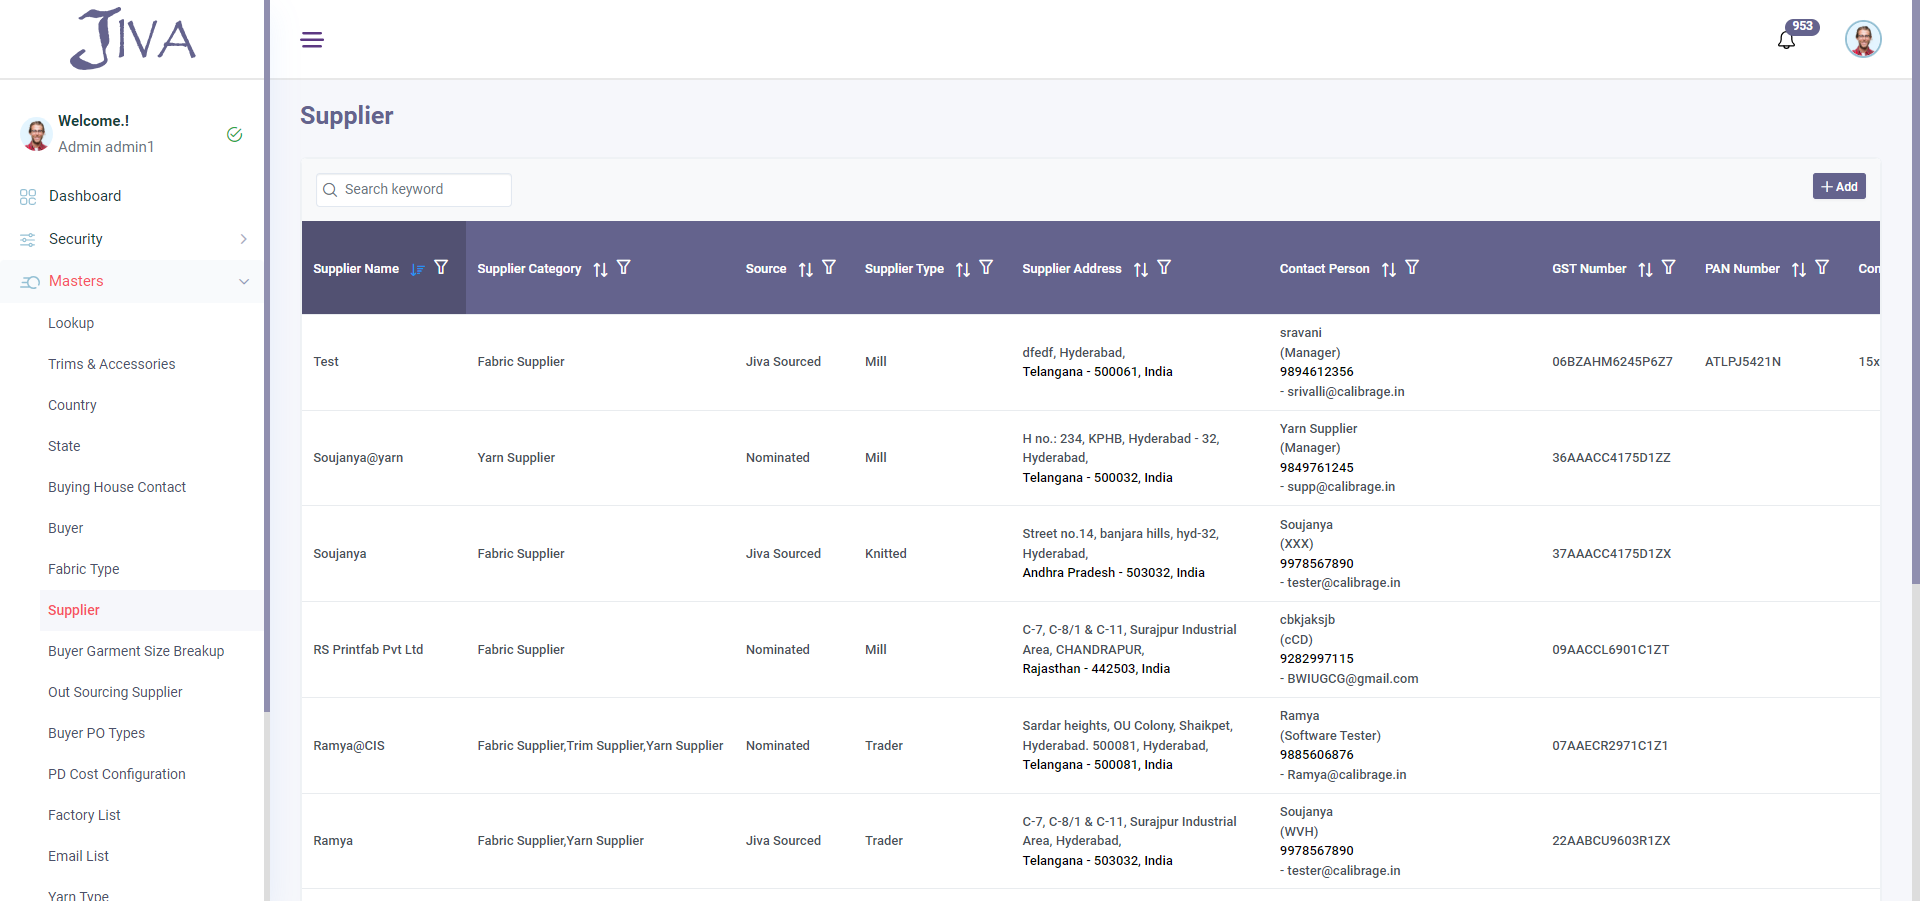 JIVA
953
Welcome.!
Admin admin1
Dashboard
Security
Masters
Lookup
Trims & Accessories
Country
State
Buying House Contact
Buyer
Fabric Type
Supplier
Buyer Garment Size Breakup
Out Sourcing Supplier
Buyer PO Types
PD Cost Configuration
Factory List
Email List
Yarn Type
Supplier
Search keyword
Add
Supplier Name Supplier Category Source Supplier Type Supplier Address Contact Person GST Number PAN Number Con
Test Fabric Supplier Jiva Sourced Mill
dfedf, Hyderabad,
Telangana - 500061, India
sravani
(Manager)
9894612356
- srivalli@calibrage.in
06BZAHM6245P6Z7 ATLPJ5421N 15x
Soujanya@yarn Yarn Supplier Nominated Mill
H no.: 234, KPHB, Hyderabad - 32,
Hyderabad,
Telangana - 500032, India
Yarn Supplier
(Manager)
9849761245
- supp@calibrage.in
36AAACC4175D1ZZ
Soujanya Fabric Supplier Jiva Sourced Knitted
Street no.14, banjara hills, hyd-32,
Hyderabad,
Andhra Pradesh - 503032, India
Soujanya
(XXX)
9978567890
- tester@calibrage.in
37AAACC4175D1ZX
RS Printfab Pvt Ltd Fabric Supplier Nominated Mill
C-7, C-8/1 & C-11, Surajpur Industrial
Area, CHANDRAPUR,
Rajasthan - 442503, India
cbkjaksjb
(cCD)
9282997115
- BWIUGCG@gmail.com
09AACCL6901C1ZT
Ramya@CIS Fabric Supplier,Trim Supplier,Yarn Supplier Nominated Trader
Sardar heights, OU Colony, Shaikpet,
Hyderabad. 500081, Hyderabad,
Telangana - 500081, India
Ramya
(Software Tester)
9885606876
- Ramya@calibrage.in
07AAECR2971C1Z1
Ramya Fabric Supplier,Yarn Supplier Jiva Sourced Trader
C-7, C-8/1 & C-11, Surajpur Industrial
Area, Hyderabad,
Telangana - 503032, India
Soujanya
(WVH)
9978567890
- tester@calibrage.in
22AABCU9603R1ZX